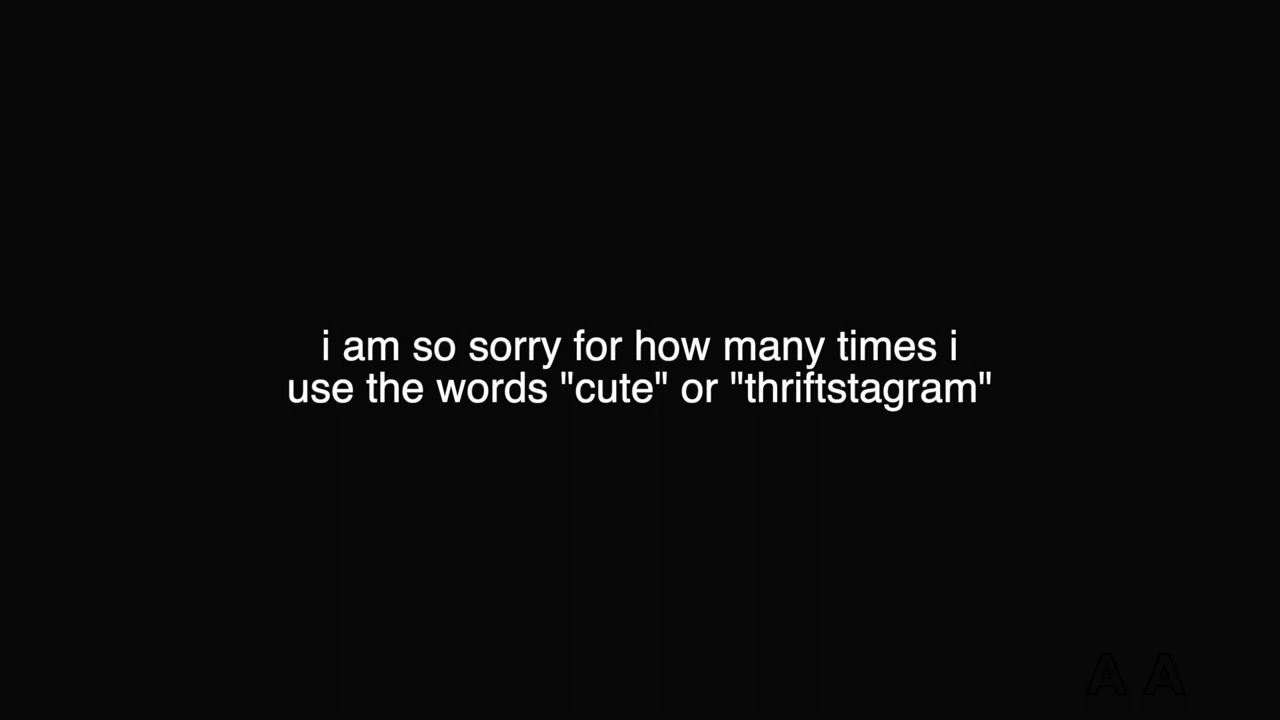 i am so sorry for how many times i
use the words "cute" or "thriftstagram"
A A